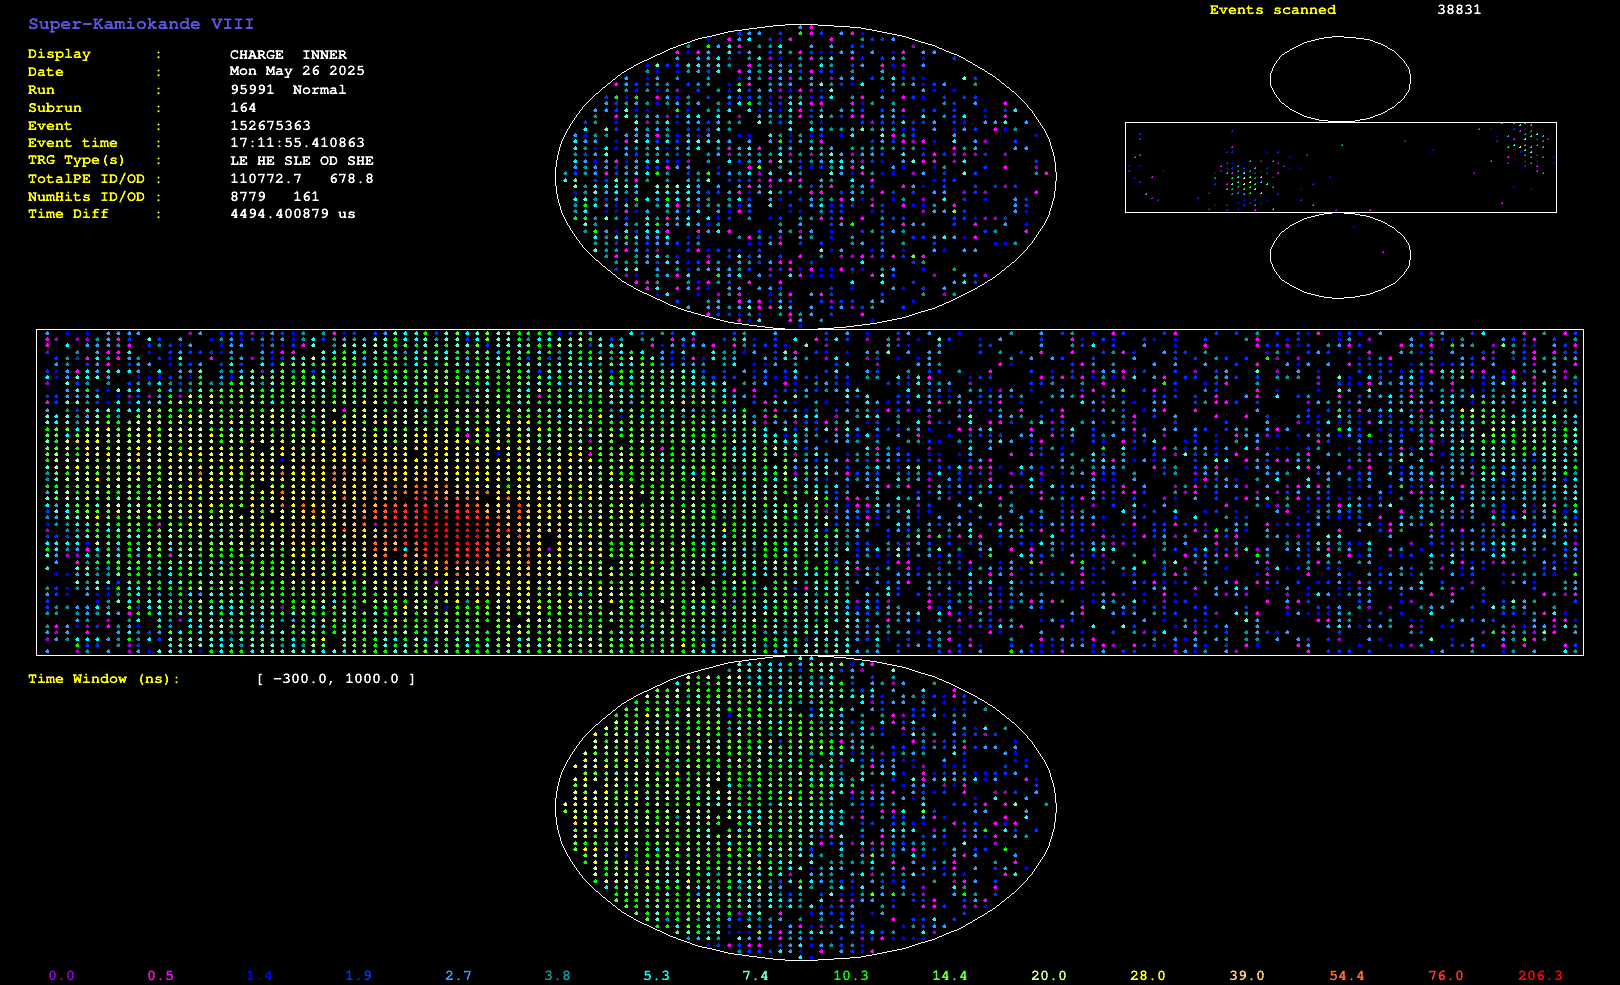 Super-Kamiokande VIII
Events scanned 38831
Display : CHARGE INNER
Date : Mon May 26 2025
Run : 95991 Normal
Subrun : 164
Event : 152675363
Event time : 17:11:55.410863
TRG Type(s) : LE HE SLE OD SHE
TotalPE ID/OD : 110772.7 678.8
NumHits ID/OD : 8779 161
Time Diff : 4494.400879 us
Time Window (ns): [ -300.0, 1000.0 ]
0.0 0.5 1.4 1.9 2.7 3.8 5.3 7.4 10.3 14.4 20.0 28.0 39.0 54.4 76.0 206.3